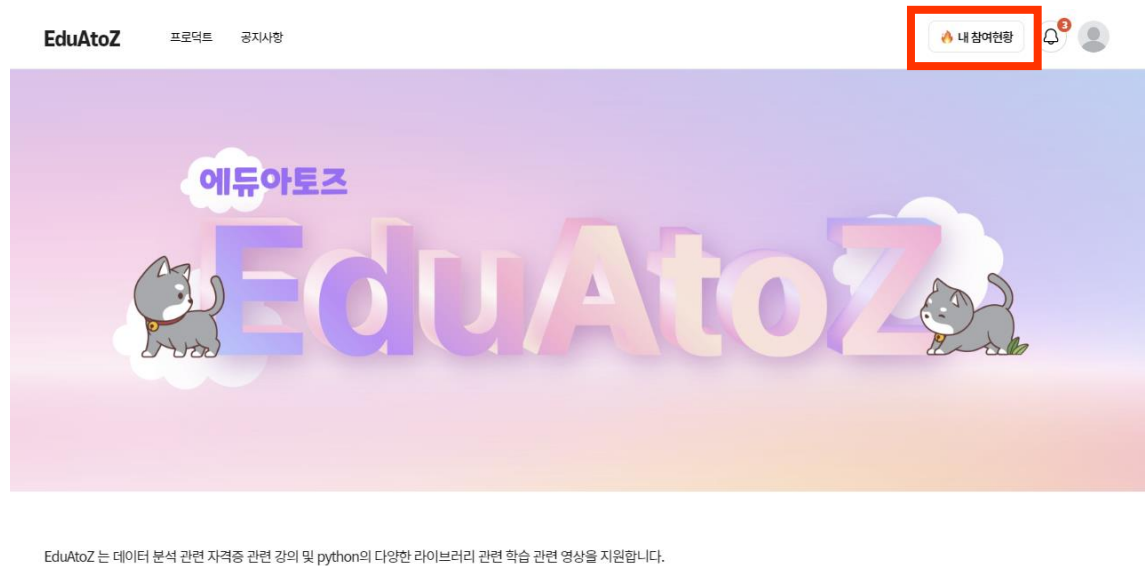 EduAtoZ 프로덕트 공지사항 내 참여현황 3
에듀아토즈
EduAtoZ
EduAtoZ 는 데이터 분석 관련 자격증 관련 강의 및 python의 다양한 라이브러리 관련 학습 관련 영상을 지원합니다.